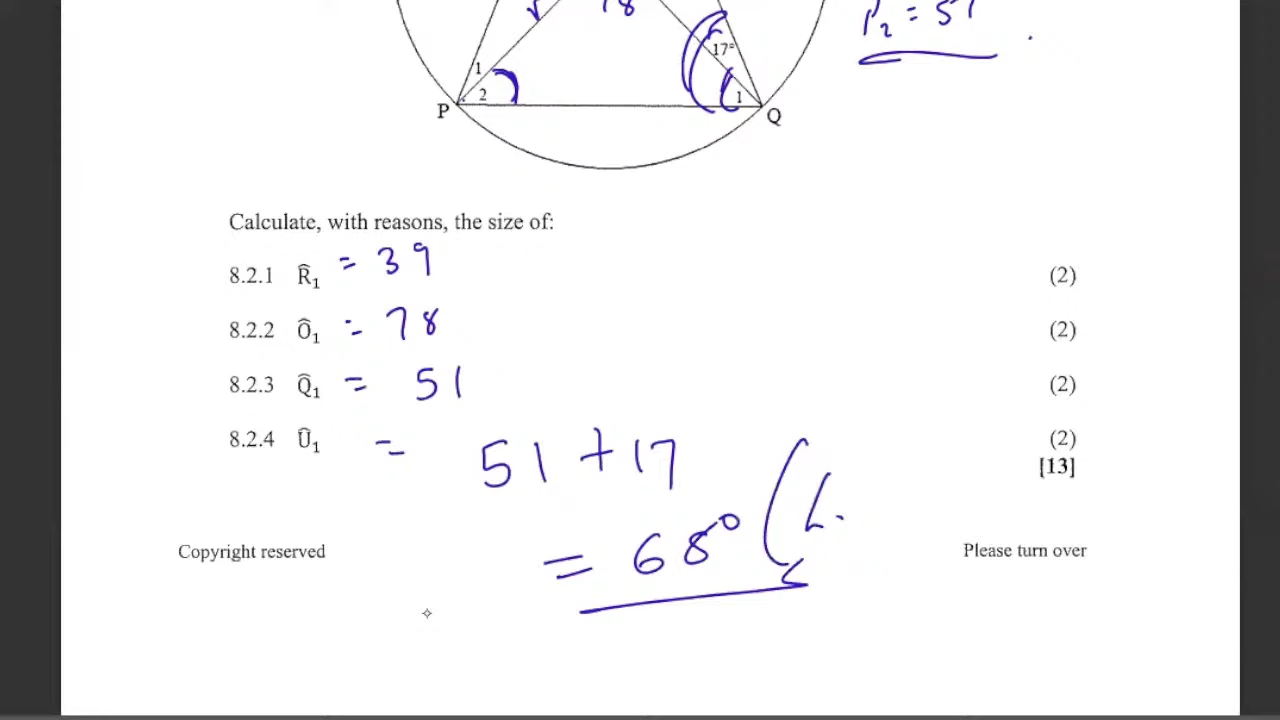 78
P₂ = 51
17°
1
2
1
P
Q
Calculate, with reasons, the size of:
8.2.1 R̂₁ = 39 (2)
8.2.2 Ô₁ = 78 (2)
8.2.3 Q̂₁ = 51 (2)
8.2.4 Û₁ = 51 + 17 (2)
[13]
= 68°
Copyright reserved Please turn over